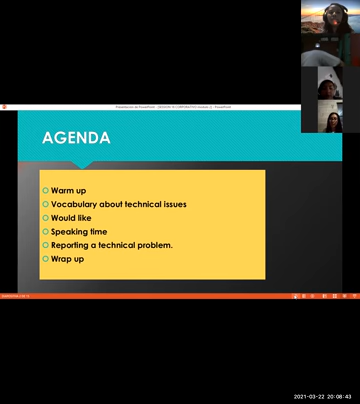 AGENDA
Warm up
Vocabulary about technical issues
Would like
Speaking time
Reporting a technical problem.
Wrap up
2021-03-22 20:08:43